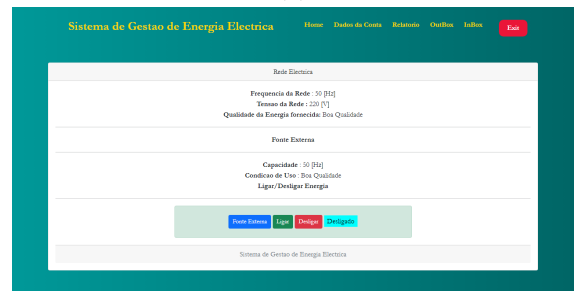 Sistema de Gestao de Energia Electrica Home Dados da Conta Relatorio OutBox InBox Exit
Rede Electrica
Frequencia da Rede : 50 [Hz]
Tensao da Rede : 220 [V]
Qualidade da Energia fornecida: Boa Qualidade
Fonte Externa
Capacidade : 50 [Hz]
Condicao de Uso : Boa Qualidade
Ligar/Desligar Energia
Fonte Externa Ligar Desligar Desligado
Sistema de Gestao de Energia Electrica